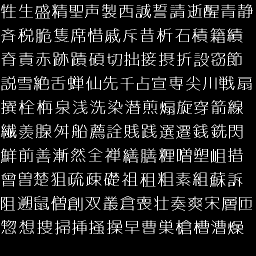 牲生盛精聖声製西誠誓請逝醒青静
斉税脆隻席惜戚斥昔析石積籍績
脊責赤跡蹟碩切拙接摂折設窃節
説雪絶舌蝉仙先千占宣専尖川戦扇
撰栓栴泉浅洗染潜煎煽旋穿箭線
繊羨腺舛船薦詮賎践選遷銭銑閃
鮮前善漸然全禅繕膳糎噌塑岨措
曾曽楚狙疏疎礎祖租粗素組蘇訴
阻遡鼠僧創双叢倉喪壮奏爽宋層匝
惣想捜掃挿掻操早曹巣槍槽漕燥